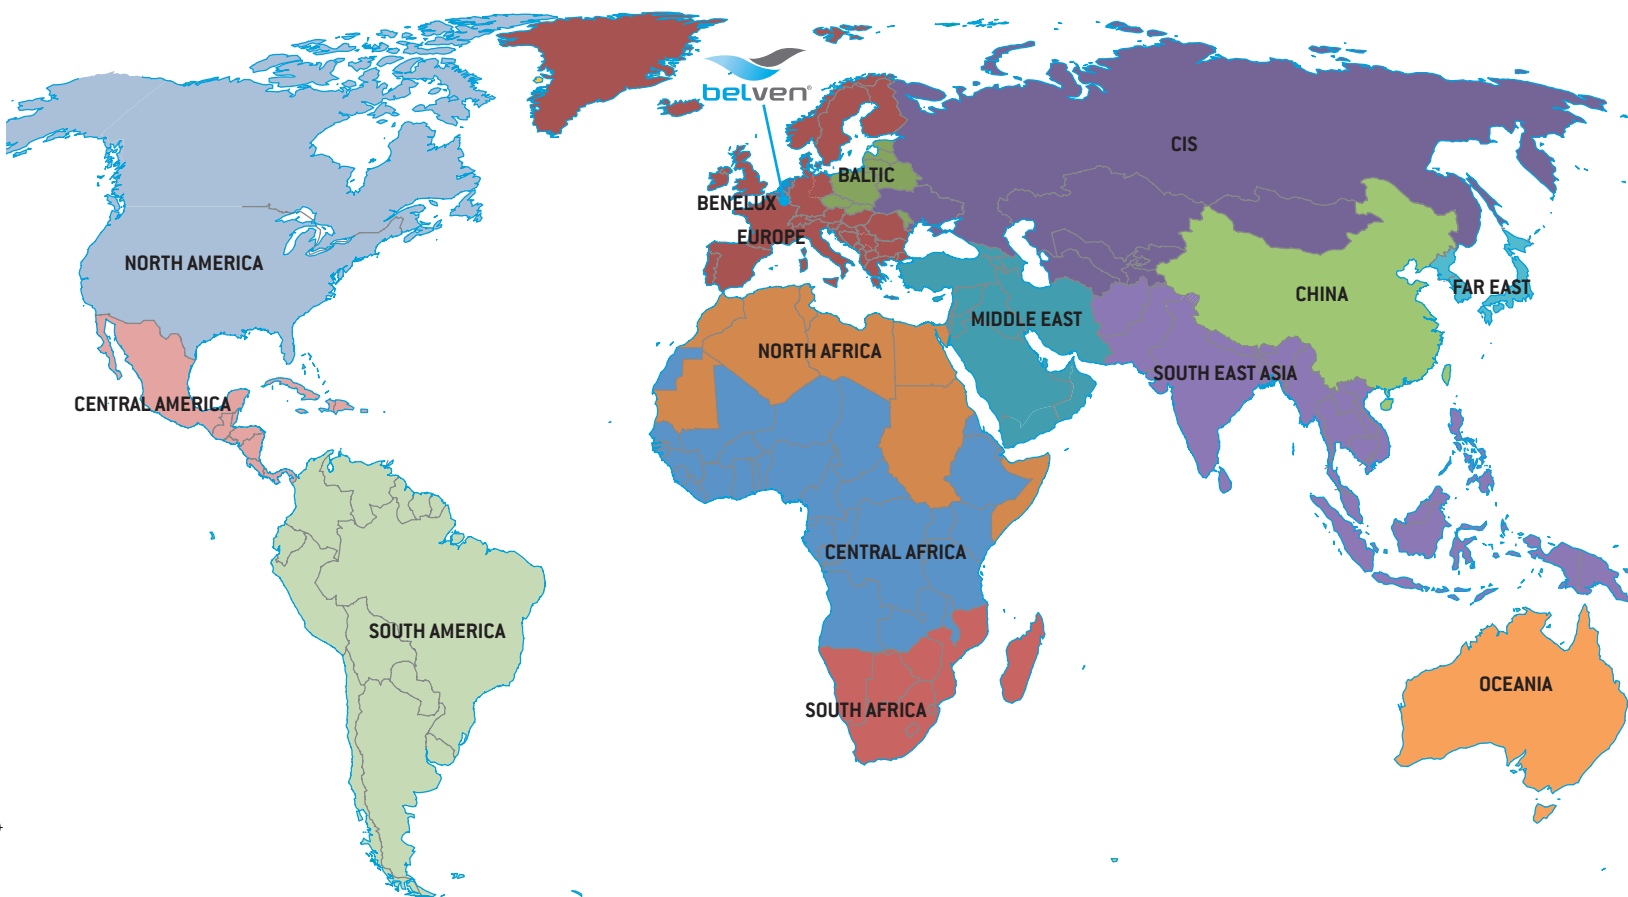 belven®
CIS
BALTIC
BENELUX
EUROPE
NORTH AMERICA
CHINA
FAR EAST
MIDDLE EAST
NORTH AFRICA
SOUTH EAST ASIA
CENTRAL AMERICA
CENTRAL AFRICA
SOUTH AMERICA
OCEANIA
SOUTH AFRICA